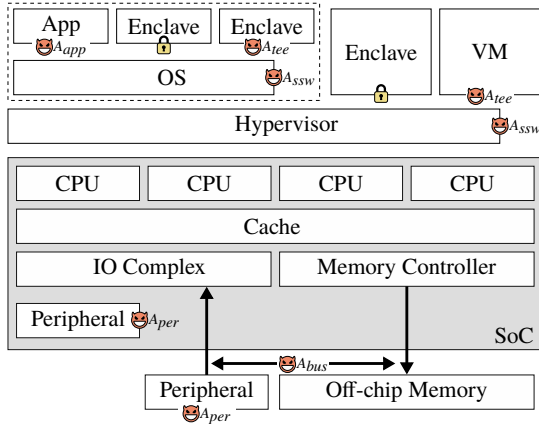 App Enclave Enclave
A_app A_tee
OS A_ssw
Enclave VM
A_tee
Hypervisor A_ssw
CPU CPU CPU CPU
Cache
IO Complex Memory Controller
Peripheral A_per
SoC
A_bus
Peripheral Off-chip Memory
A_per